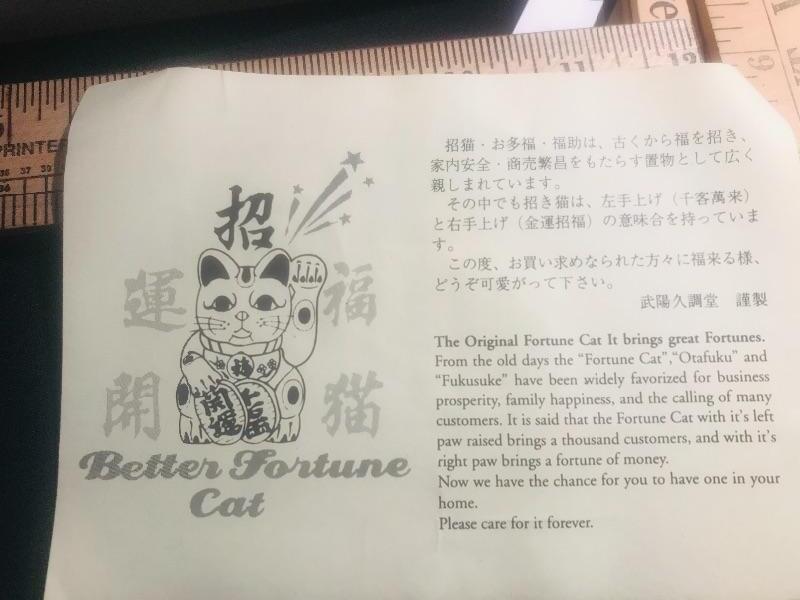 PRINTE
36
37
10
11
12
9
招
運
福
開
猫
開運
Better Fortune
Cat
招猫・お多福・福助は、古くから福を招き、
家内安全・商売繁昌をもたらす置物として広く
親しまれています。
その中でも招き猫は、左手上げ（千客萬来）
と右手上げ（金運招福）の意味合を持っていま
す。
この度、お買い求めなられた方々に福来る様、
どうぞ可愛がって下さい。
武陽久調堂 謹製
The Original Fortune Cat It brings great Fortunes.
From the old days the “Fortune Cat”,“Otafuku” and
“Fukusuke” have been widely favorized for business
prosperity, family happiness, and the calling of many
customers. It is said that the Fortune Cat with it’s left
paw raised brings a thousand customers, and with it’s
right paw brings a fortune of money.
Now we have the chance for you to have one in your
home.
Please care for it forever.